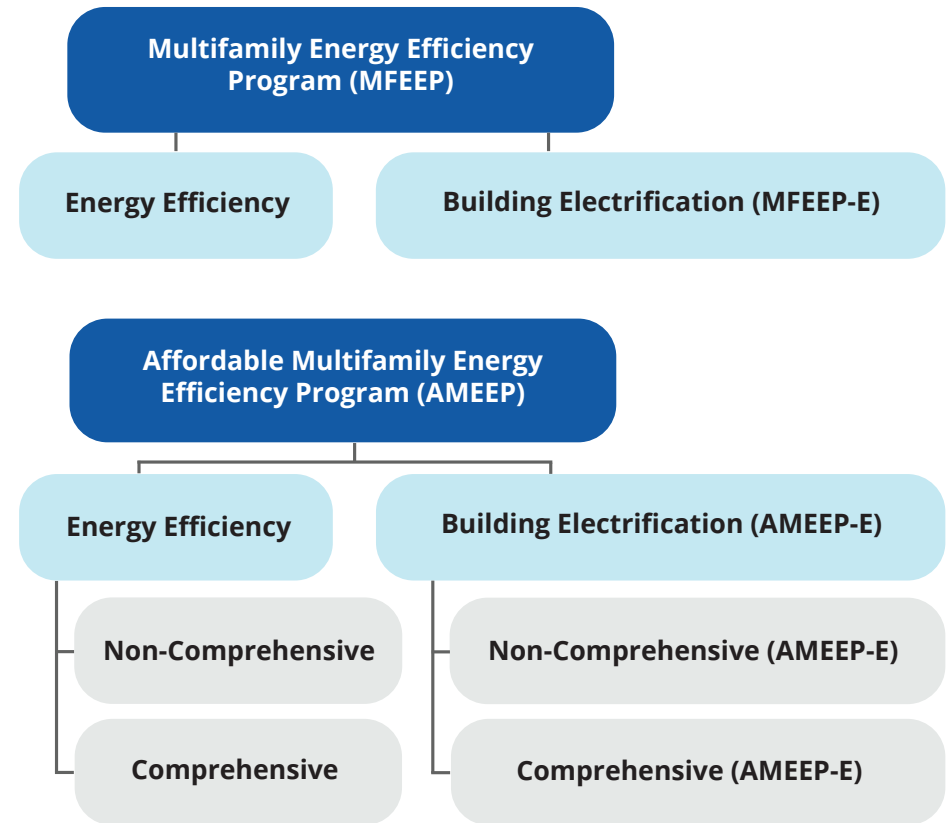 Multifamily Energy Efficiency
Program (MFEEP)
Energy Efficiency
Building Electrification (MFEEP-E)
Affordable Multifamily Energy
Efficiency Program (AMEEP)
Energy Efficiency
Building Electrification (AMEEP-E)
Non-Comprehensive
Non-Comprehensive (AMEEP-E)
Comprehensive
Comprehensive (AMEEP-E)